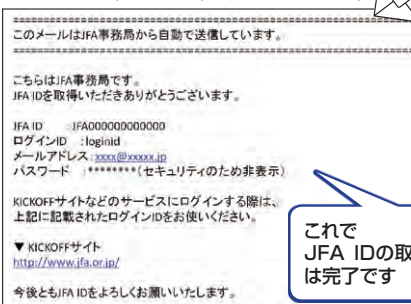 このメールはJFA事務局から自動で送信しています。
こちらはJFA事務局です。
JFA IDを取得いただきありがとうございます。
JFA ID :JFA000000000000
ログインID :loginid
メールアドレス:xxxx@xxxxx.jp
パスワード :********(セキュリティのため非表示)
KICKOFFサイトなどのサービスにログインする際は、
上記に記載されたログインIDをお使いください。
▼ KICKOFFサイト
http://www.jfa.or.jp/
今後ともJFA IDをよろしくお願いいたします。
これで
JFA IDの取
は完了です